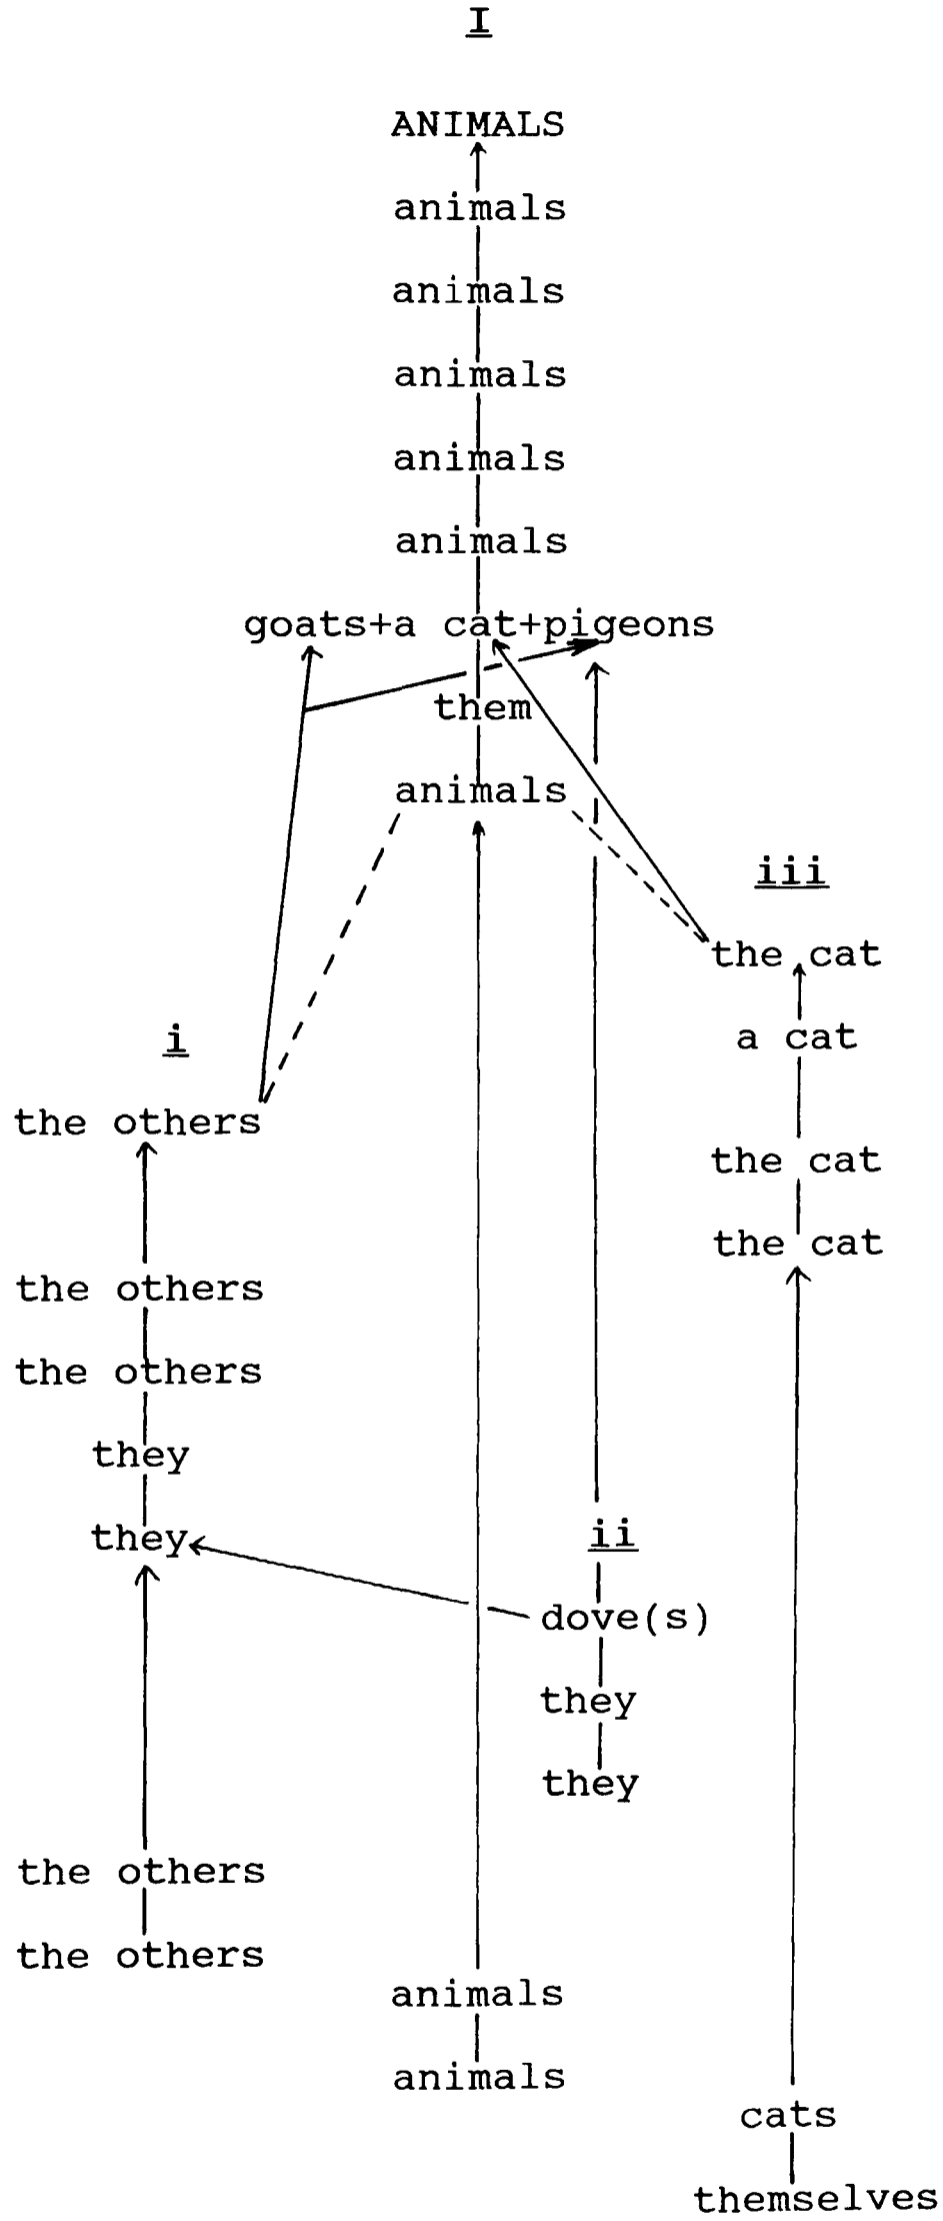 I
ANIMALS
animals
animals
animals
animals
animals
goats+a cat+pigeons
them
animals
iii
the cat
i
a cat
the others
the cat
the cat
the others
the others
they
they
ii
dove(s)
they
they
the others
the others
animals
animals
cats
themselves